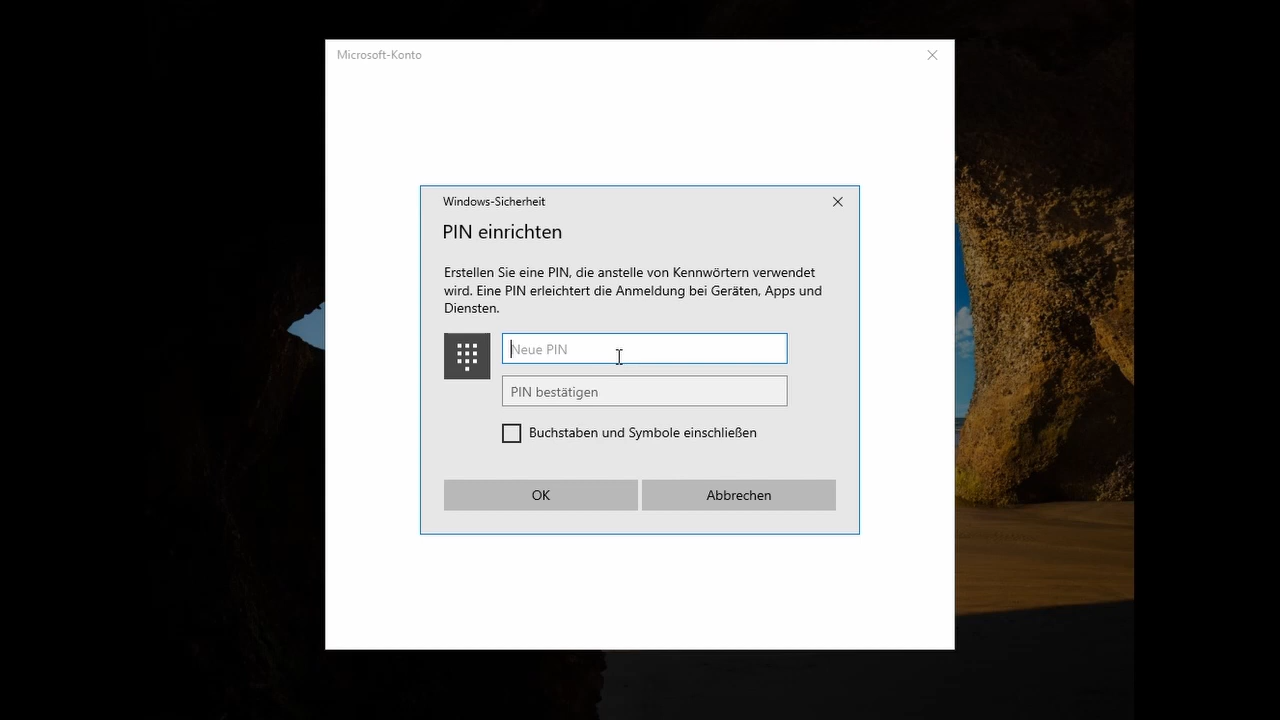 Microsoft-Konto
Windows-Sicherheit
PIN einrichten
Erstellen Sie eine PIN, die anstelle von Kennwörtern verwendet
wird. Eine PIN erleichtert die Anmeldung bei Geräten, Apps und
Diensten.
Neue PIN
PIN bestätigen
Buchstaben und Symbole einschließen
OK
Abbrechen